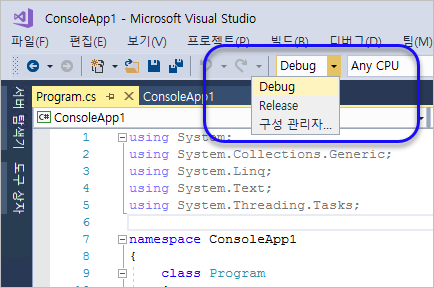 ConsoleApp1 - Microsoft Visual Studio
파일(F) 편집(E) 보기(V) 프로젝트(P) 빌드(B) 디버그(D) 팀(M)
Debug Any CPU
Debug
Release
구성 관리자...
Program.cs ConsoleApp1
C# ConsoleApp1
서버 탐색기
도구 상자
1 using System;
2 using System.Collections.Generic;
3 using System.Linq;
4 using System.Text;
5 using System.Threading.Tasks;
6
7 namespace ConsoleApp1
8 {
9 class Program